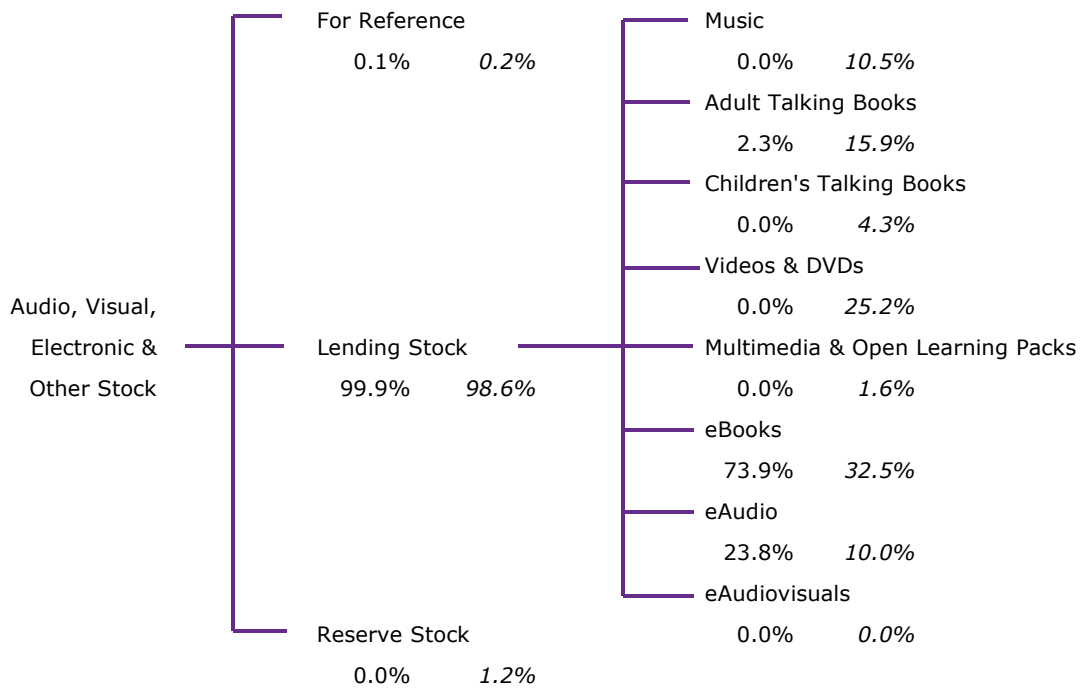 For Reference
0.1% 0.2%
Music
0.0% 10.5%
Adult Talking Books
2.3% 15.9%
Children's Talking Books
0.0% 4.3%
Videos & DVDs
0.0% 25.2%
Audio, Visual,
Electronic &
Other Stock
Lending Stock
99.9% 98.6%
Multimedia & Open Learning Packs
0.0% 1.6%
eBooks
73.9% 32.5%
eAudio
23.8% 10.0%
eAudiovisuals
0.0% 0.0%
Reserve Stock
0.0% 1.2%